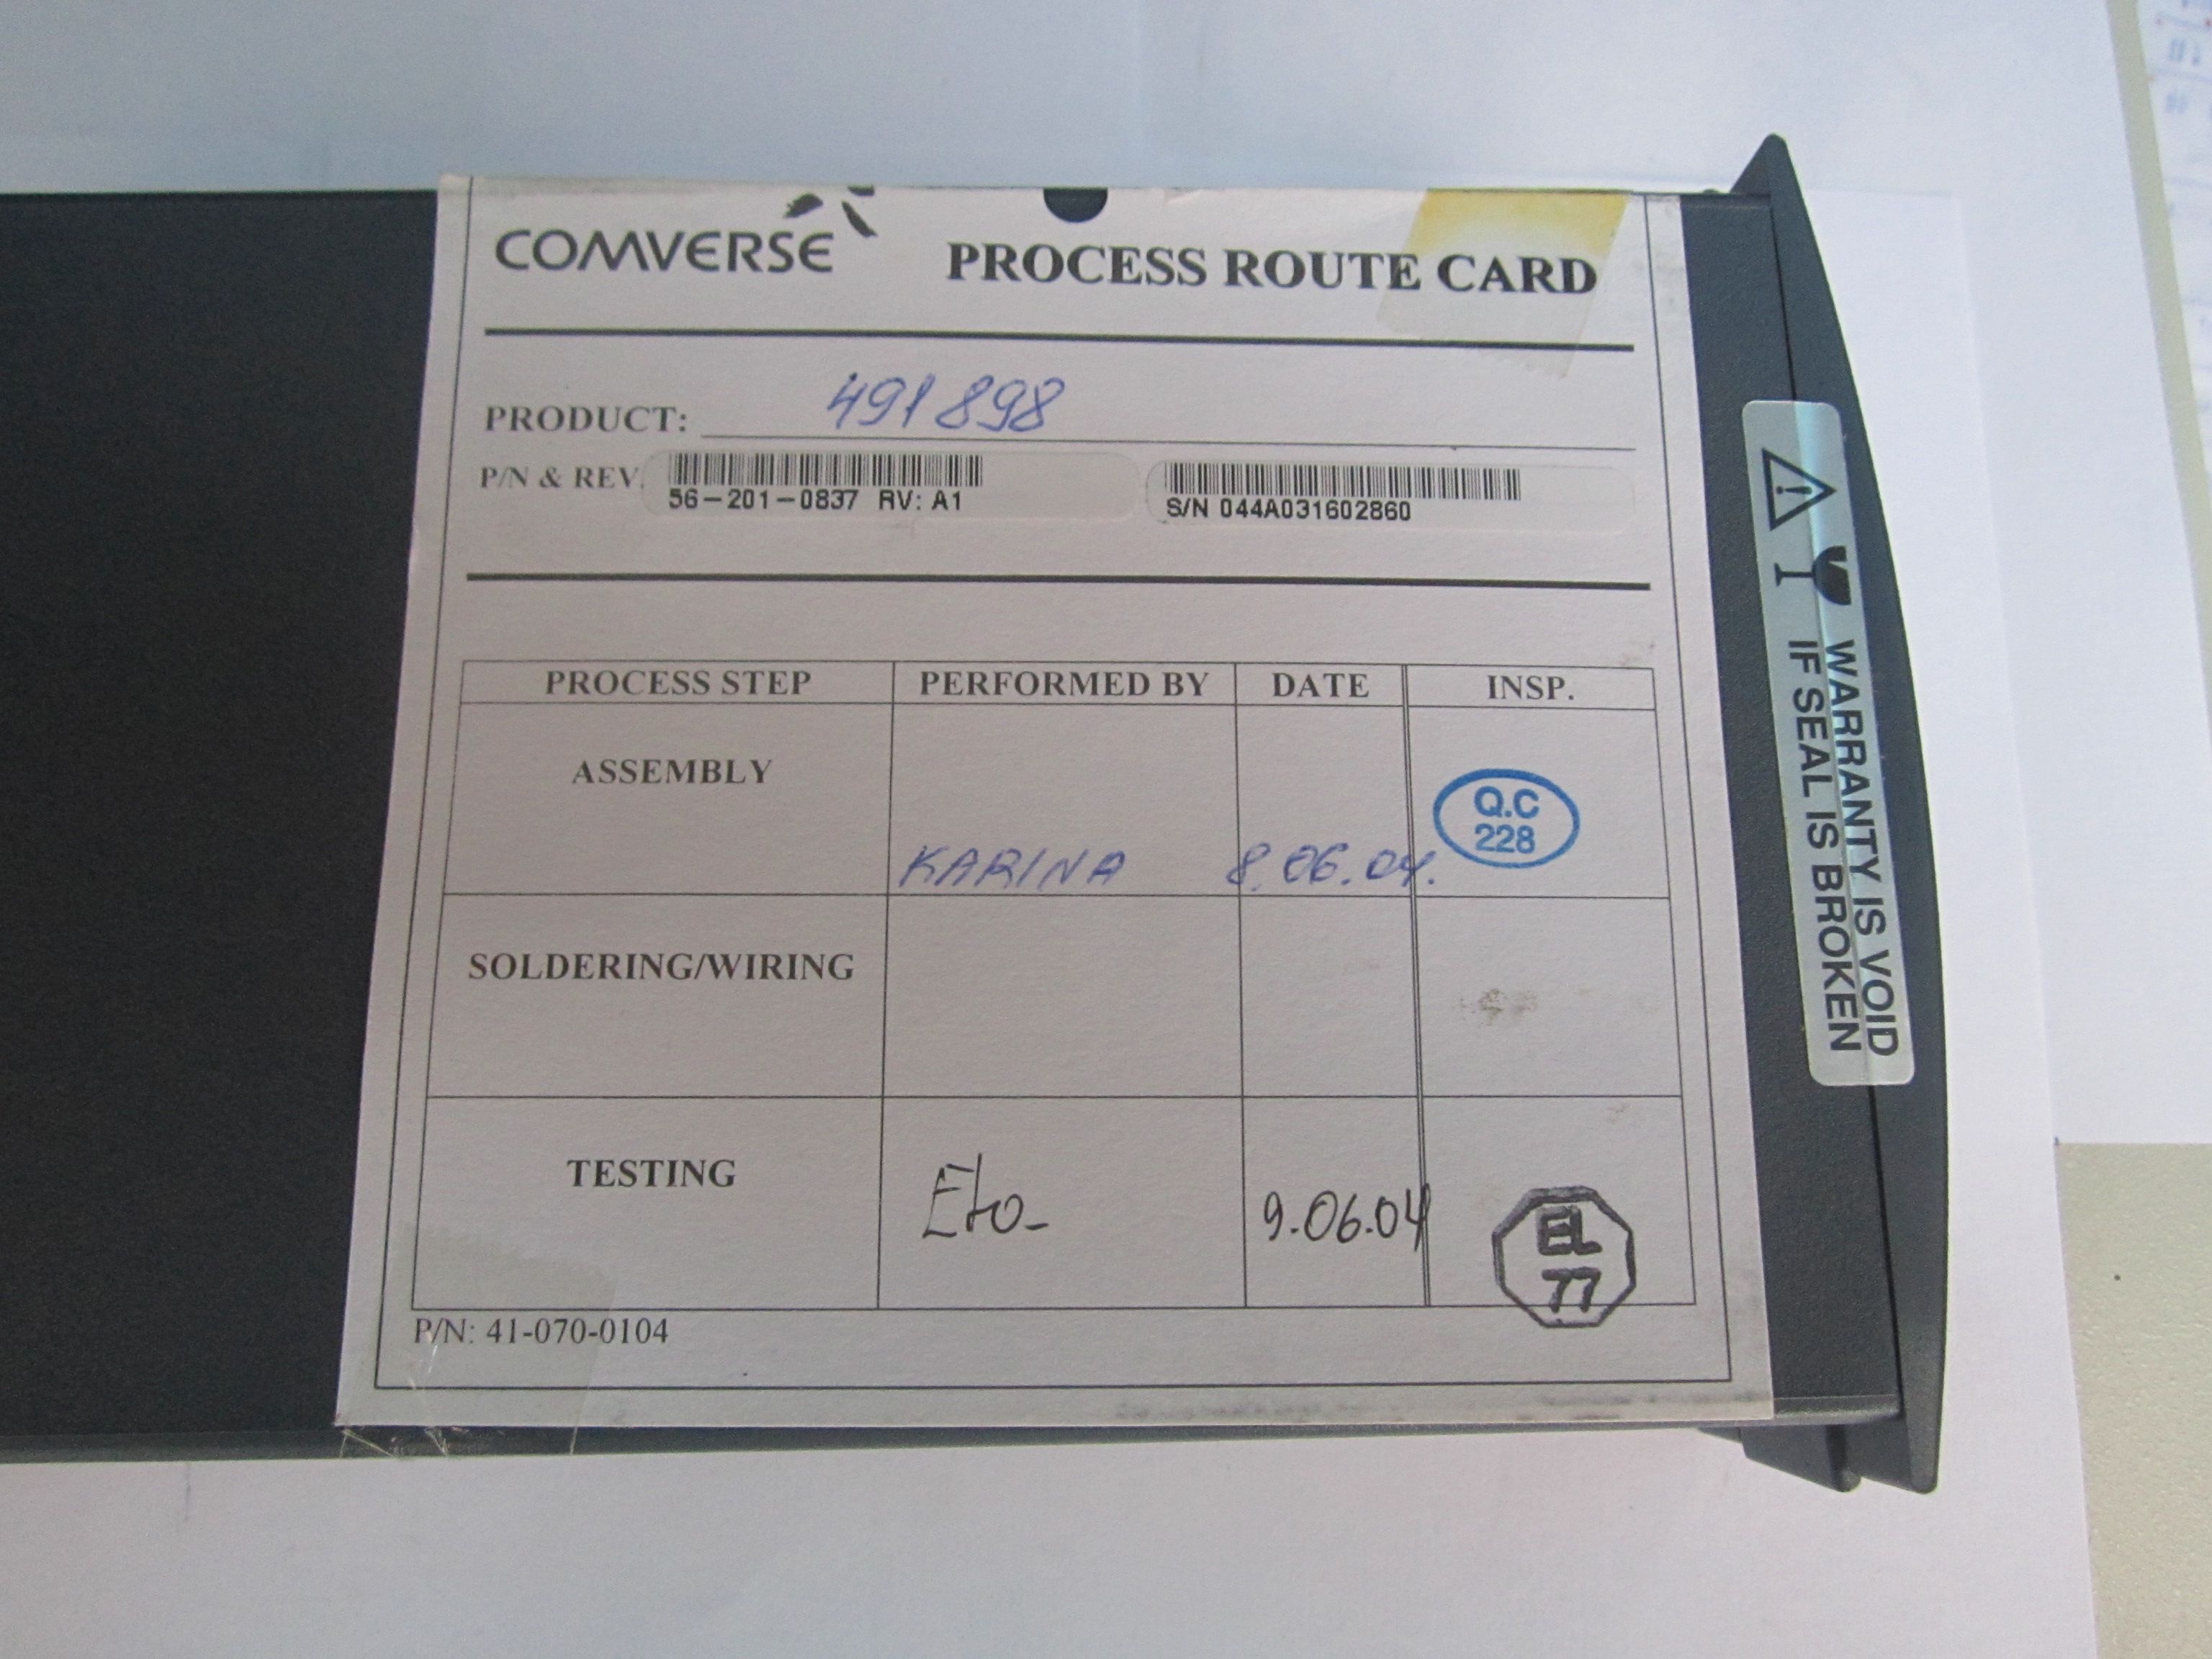 COMVERSE PROCESS ROUTE CARD
PRODUCT: 491898
P/N & REV. 56-201-0837 RV: A1 S/N 044A031602860
PROCESS STEP PERFORMED BY DATE INSP.
ASSEMBLY KARINA 8.06.04. Q.C 228
SOLDERING/WIRING
TESTING 9.06.04 EL 77
P/N: 41-070-0104
WARRANTY IS VOID
IF SEAL IS BROKEN